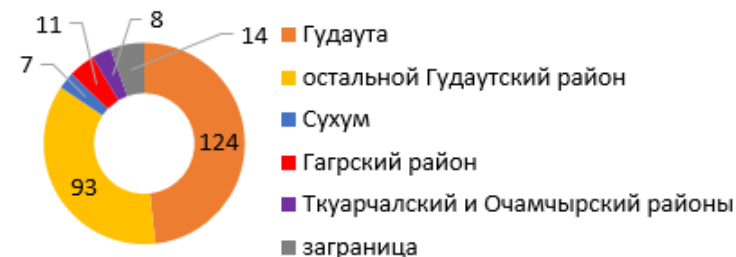 11
8
7
14
124
93
Гудаута
остальной Гудаутский район
Сухум
Гагрский район
Ткуарчалский и Очамчырский районы
заграница